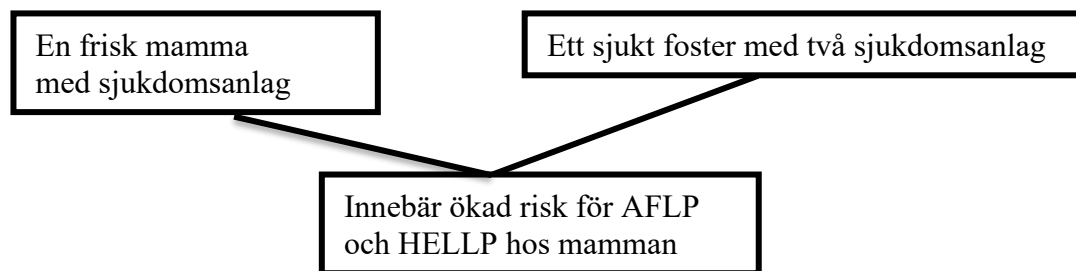 En frisk mamma
med sjukdomsanlag
Ett sjukt foster med två sjukdomsanlag
Innebär ökad risk för AFLP
och HELLP hos mamman